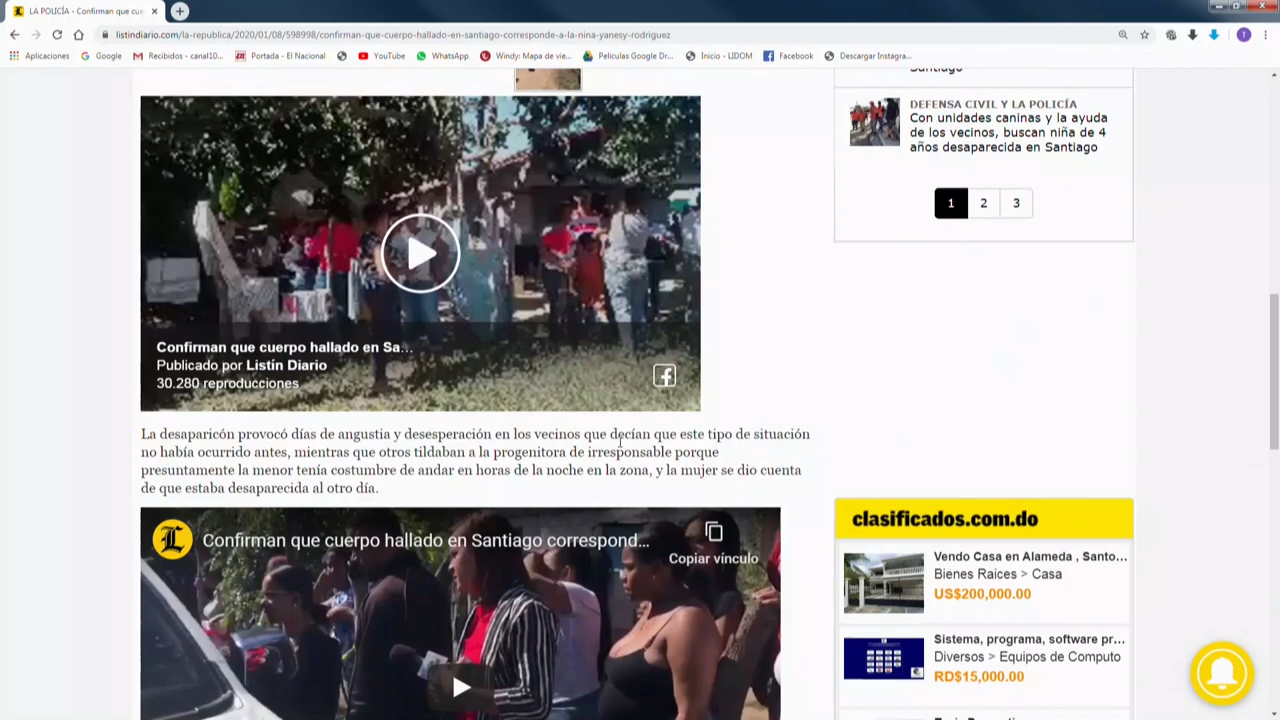 LA POLICÍA - Confirman que cue
listindiario.com/la-republica/2020/01/08/598998/confirman-que-cuerpo-hallado-en-santiago-corresponde-a-la-nina-yanesy-rodriguez
Aplicaciones
Google
Recibidos - canal10...
Portada - El Nacional
YouTube
WhatsApp
Windy: Mapa de vie...
Peliculas Google Dr...
Inicio - LIDOM
Facebook
Descargar Instagra...
T
Santiago
DEFENSA CIVIL Y LA POLICÍA
Con unidades caninas y la ayuda
de los vecinos, buscan niña de 4
años desaparecida en Santiago
1 2 3
Confirman que cuerpo hallado en Sa...
Publicado por Listín Diario
30.280 reproducciones
La desaparicón provocó días de angustia y desesperación en los vecinos que decían que este tipo de situación
no había ocurrido antes, mientras que otros tildaban a la progenitora de irresponsable porque
presuntamente la menor tenía costumbre de andar en horas de la noche en la zona, y la mujer se dio cuenta
de que estaba desaparecida al otro día.
L
Confirman que cuerpo hallado en Santiago correspond...
Copiar vínculo
clasificados.com.do
Vendo Casa en Alameda , Santo...
Bienes Raices > Casa
US$200,000.00
Sistema, programa, software pr...
Diversos > Equipos de Computo
RD$15,000.00